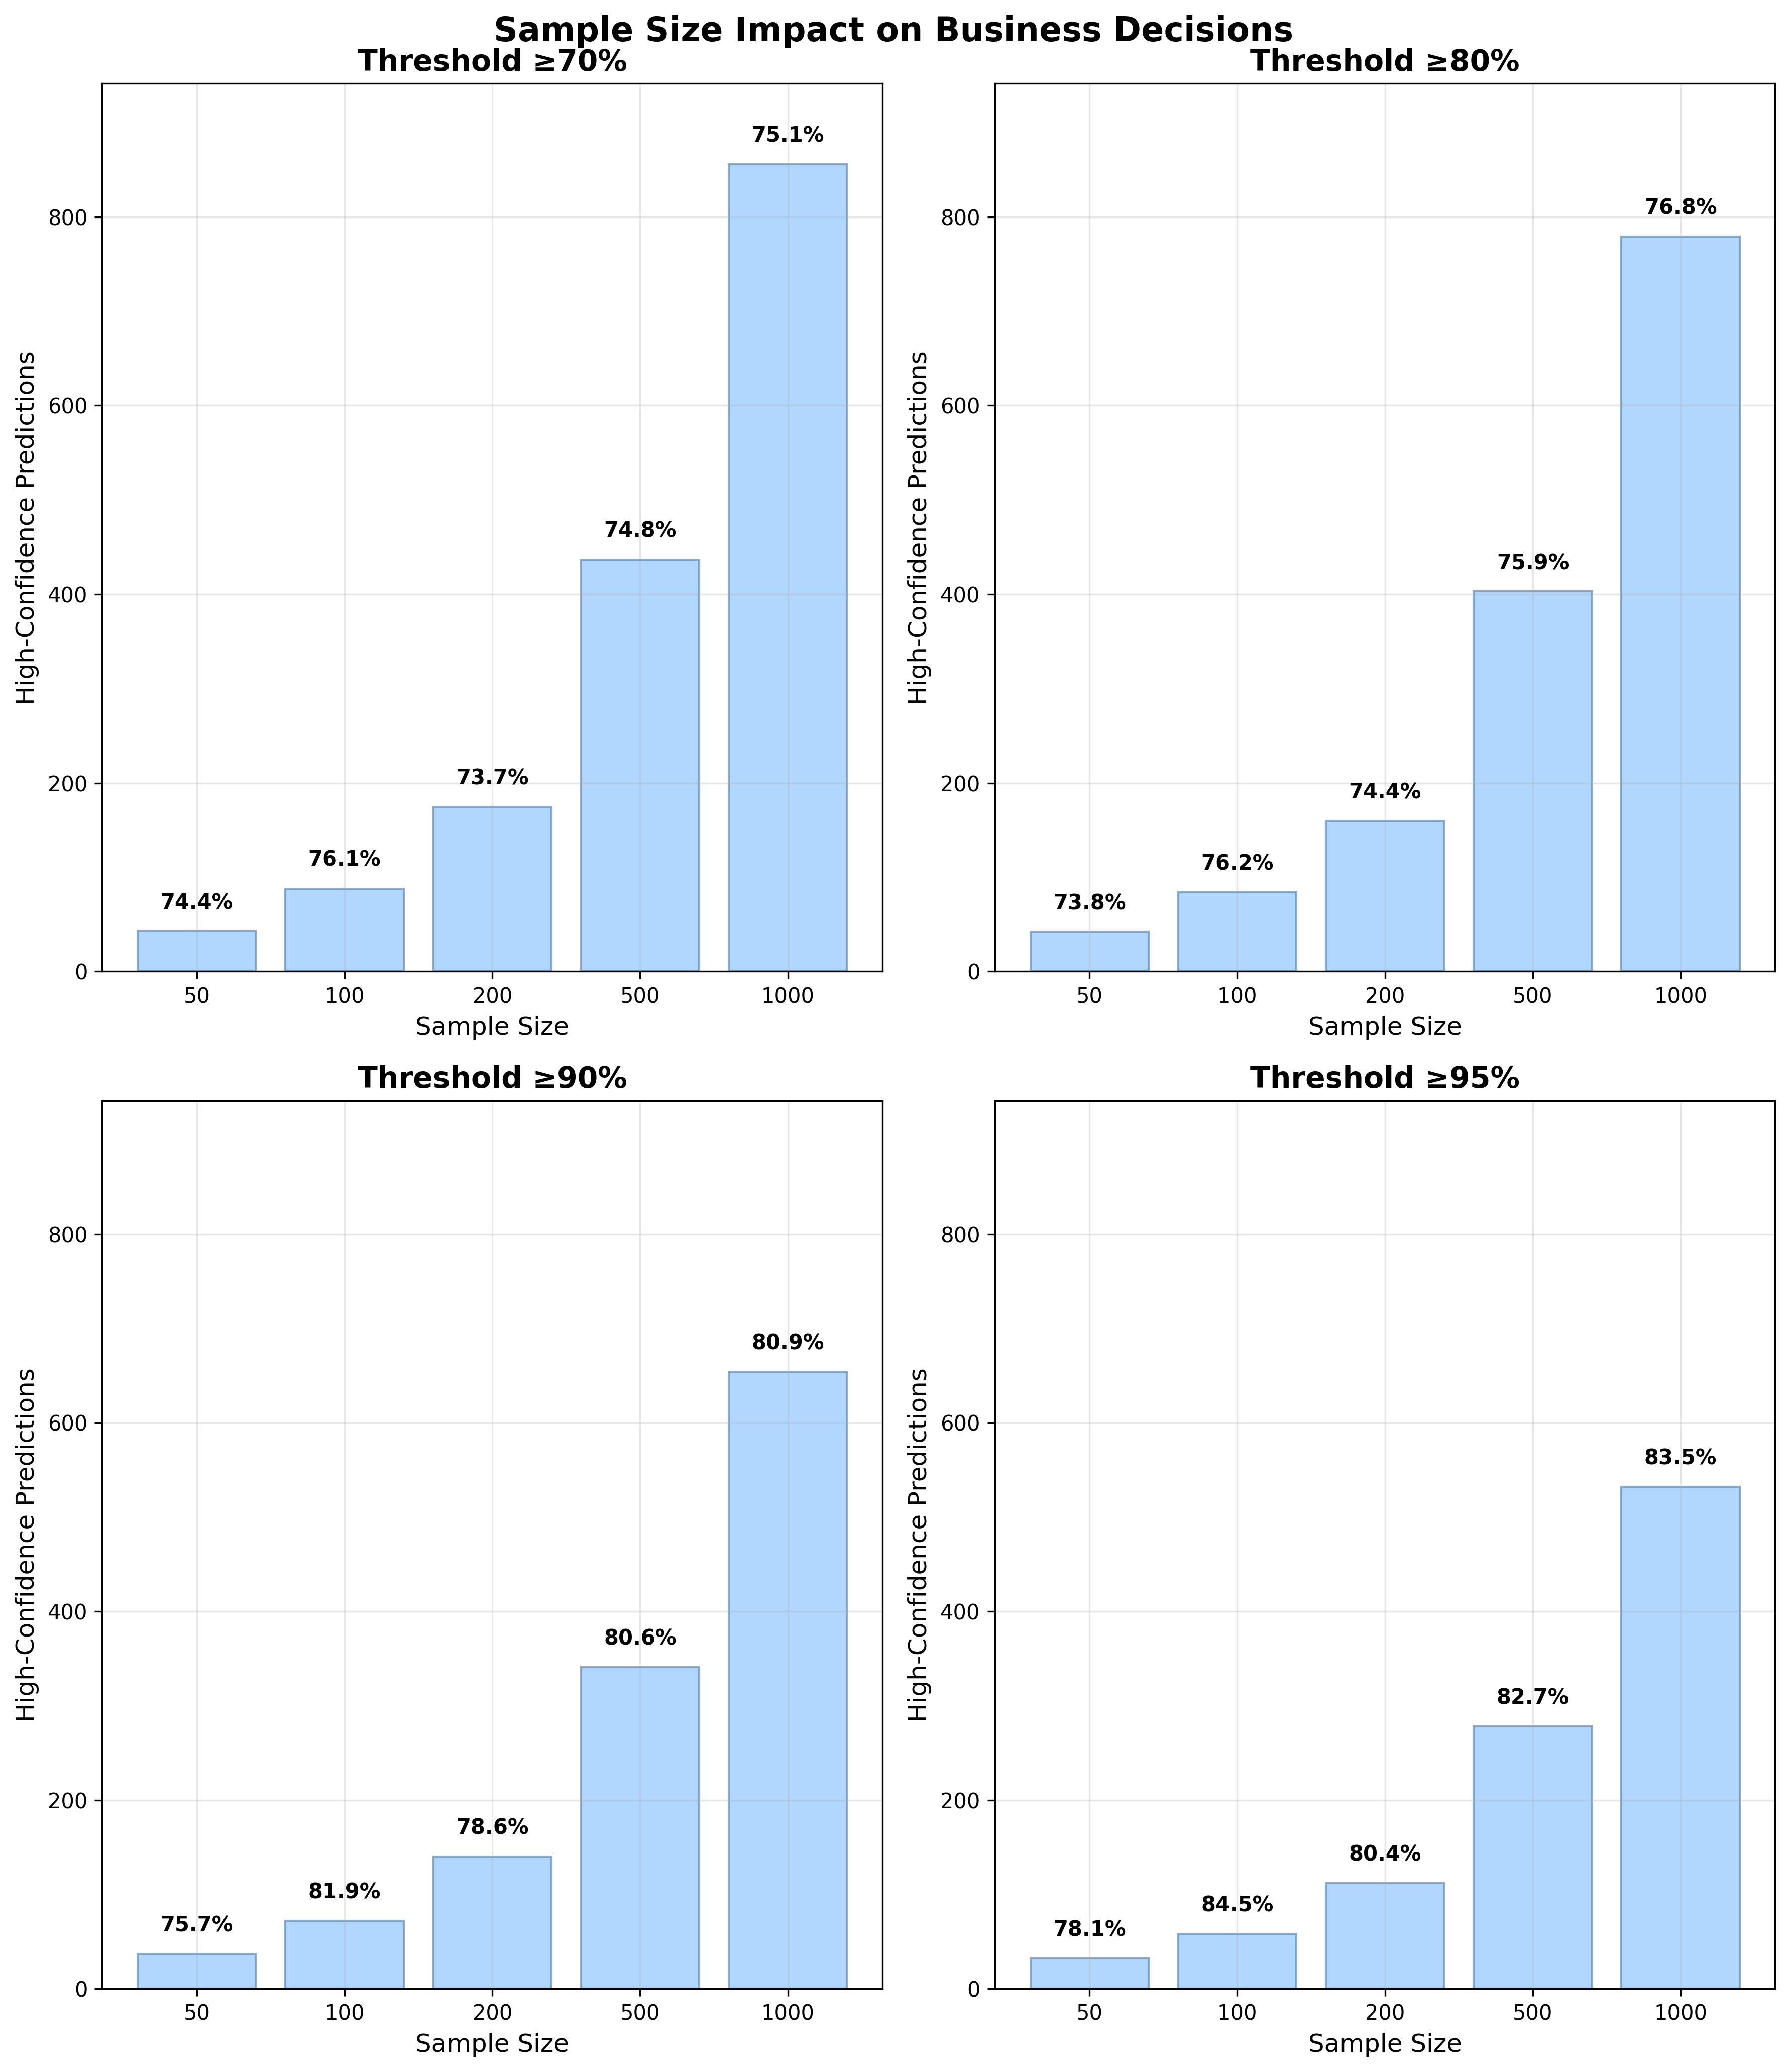 Sample Size Impact on Business Decisions
Threshold ≥70%
High-Confidence Predictions
800
600
400
200
0
74.4%
76.1%
73.7%
74.8%
75.1%
50 100 200 500 1000
Sample Size
Threshold ≥80%
High-Confidence Predictions
800
600
400
200
0
73.8%
76.2%
74.4%
75.9%
76.8%
50 100 200 500 1000
Sample Size
Threshold ≥90%
High-Confidence Predictions
800
600
400
200
0
75.7%
81.9%
78.6%
80.6%
80.9%
50 100 200 500 1000
Sample Size
Threshold ≥95%
High-Confidence Predictions
800
600
400
200
0
78.1%
84.5%
80.4%
82.7%
83.5%
50 100 200 500 1000
Sample Size